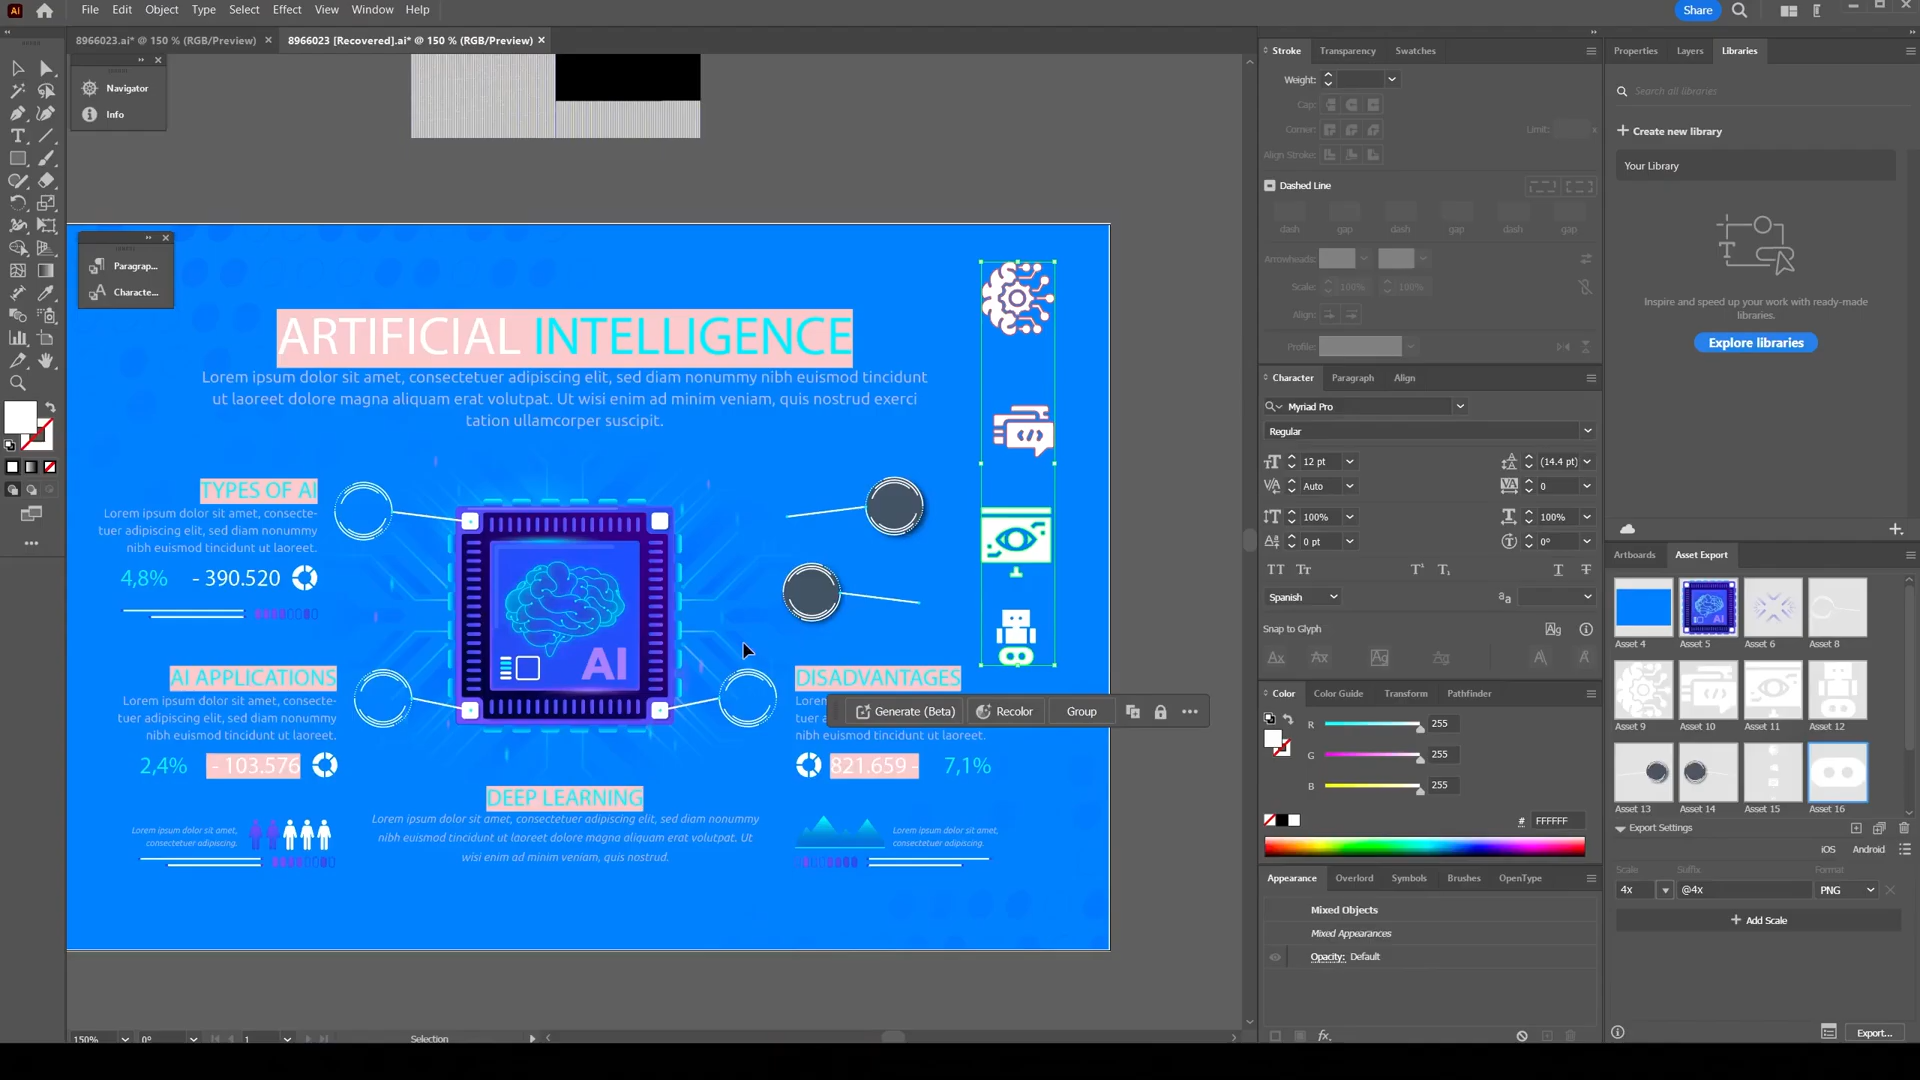 File Edit Object Type Select Effect View Window Help
Share
8966023.ai* @ 150 % (RGB/Preview)
8966023 [Recovered].ai* @ 150 % (RGB/Preview)
Navigator
Info
Paragrap...
Characte...
ARTIFICIAL INTELLIGENCE
Lorem ipsum dolor sit amet, consectetuer adipiscing elit, sed diam nonummy nibh euismod tincidunt
ut laoreet dolore magna aliquam erat volutpat. Ut wisi enim ad minim veniam, quis nostrud exerci
tation ullamcorper suscipit.
TYPES OF AI
Lorem ipsum dolor sit amet, consecte-
tuer adipiscing elit, sed diam nonummy
nibh euismod tincidunt ut laoreet.
4,8% - 390.520
AI
AI APPLICATIONS
Lorem ipsum dolor sit amet, consecte-
tuer adipiscing elit, sed diam nonummy
nibh euismod tincidunt ut laoreet.
2,4% - 103.576
DISADVANTAGES
nibh euismod tincidunt ut laoreet.
821.659 - 7,1%
Generate (Beta) Recolor Group
DEEP LEARNING
Lorem ipsum dolor sit amet, consectetuer adipiscing elit, sed diam nonummy
nibh euismod tincidunt ut laoreet dolore magna aliquam erat volutpat. Ut
wisi enim ad minim veniam, quis nostrud.
Lorem ipsum dolor sit amet,
consectetuer adipiscing.
Lorem ipsum dolor sit amet,
consectetuer adipiscing.
150% 0° 1 Selection
Stroke Transparency Swatches
Weight:
Cap:
Corner: Limit: x
Align Stroke:
Dashed Line
dash gap dash gap dash gap
Arrowheads:
Scale: 100% 100%
Align:
Profile:
Character Paragraph Align
Myriad Pro
Regular
12 pt (14.4 pt)
Auto 0
100% 100%
0 pt 0°
Spanish
Snap to Glyph
Color Color Guide Transform Pathfinder
R 255
G 255
B 255
# FFFFFF
Appearance Overlord Symbols Brushes OpenType
Mixed Objects
Mixed Appearances
Opacity: Default
Properties Layers Libraries
Search all libraries
Create new library
Your Library
Inspire and speed up your work with ready-made
libraries.
Explore libraries
Artboards Asset Export
Asset 4 Asset 5 Asset 6 Asset 8
Asset 9 Asset 10 Asset 11 Asset 12
Asset 13 Asset 14 Asset 15 Asset 16
Export Settings
iOS Android
Scale Suffix Format
4x @4x PNG
+ Add Scale
Export...